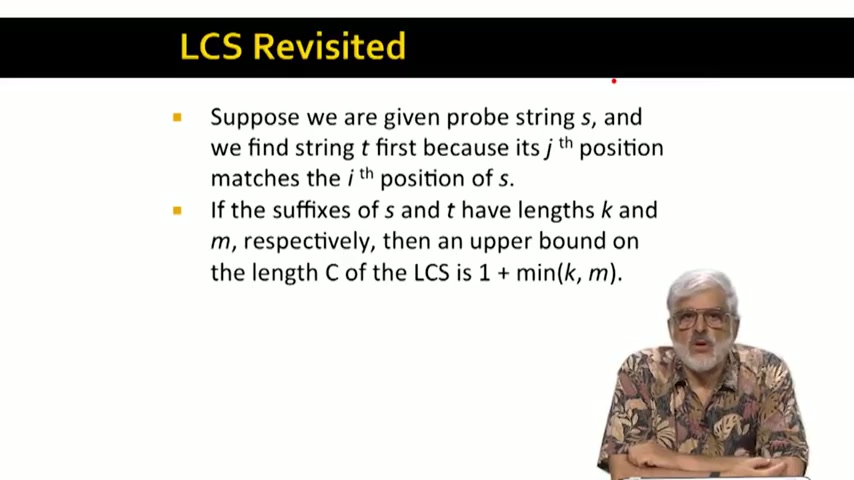 LCS Revisited
Suppose we are given probe string s, and
we find string t first because its j th position
matches the i th position of s.
If the suffixes of s and t have lengths k and
m, respectively, then an upper bound on
the length C of the LCS is 1 + min(k, m).